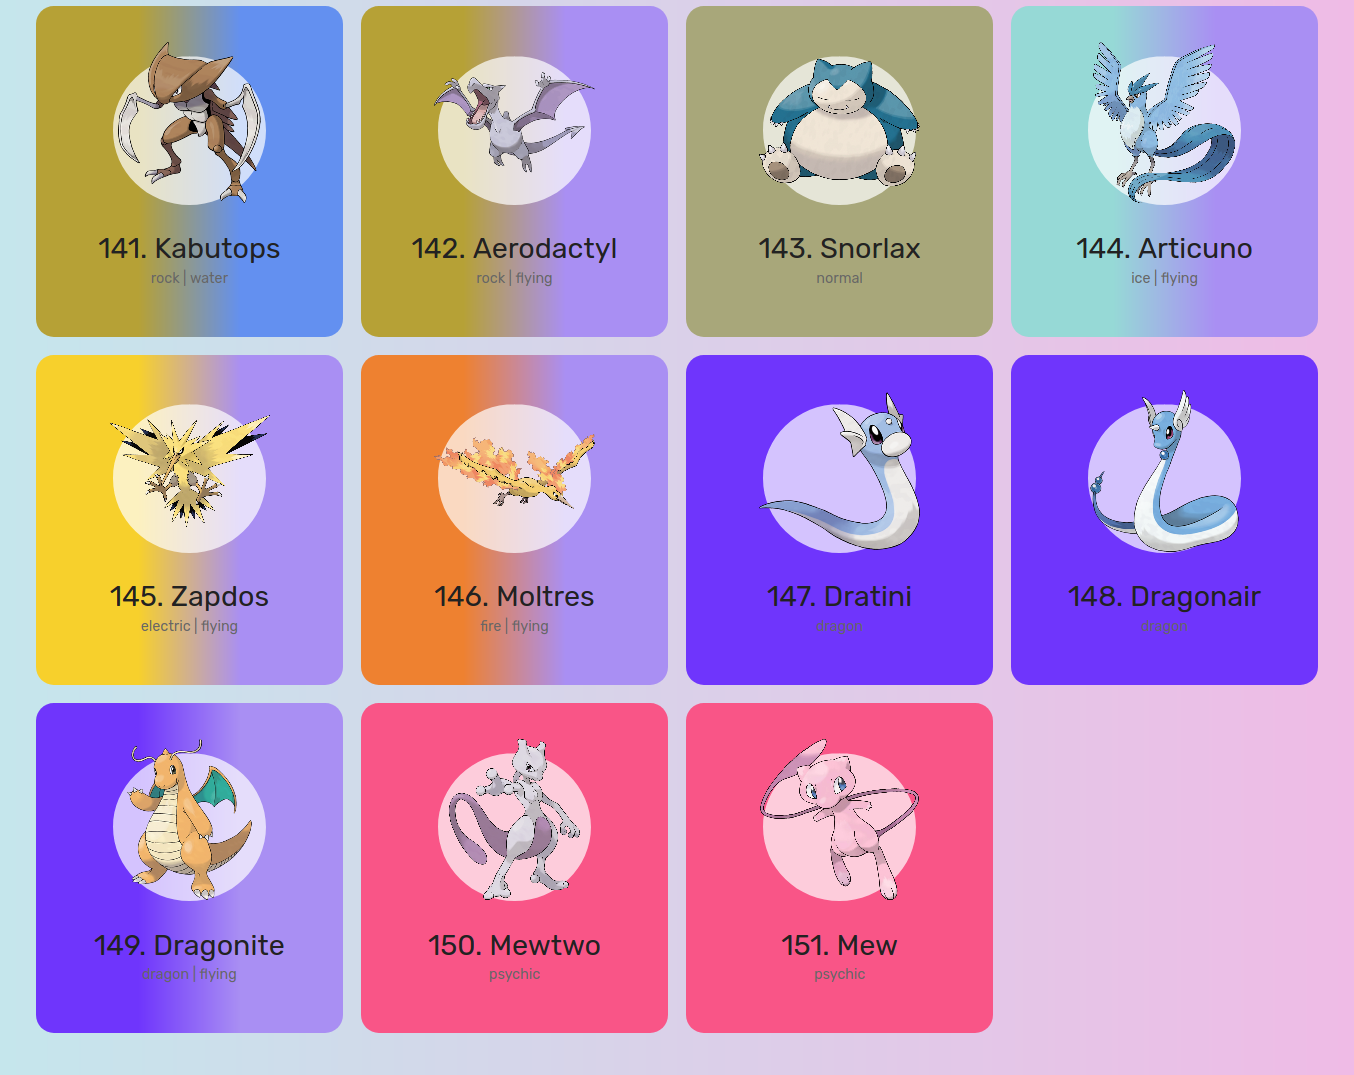 141. Kabutops
rock | water
142. Aerodactyl
rock | flying
143. Snorlax
normal
144. Articuno
ice | flying
145. Zapdos
electric | flying
146. Moltres
fire | flying
147. Dratini
dragon
148. Dragonair
dragon
149. Dragonite
dragon | flying
150. Mewtwo
psychic
151. Mew
psychic